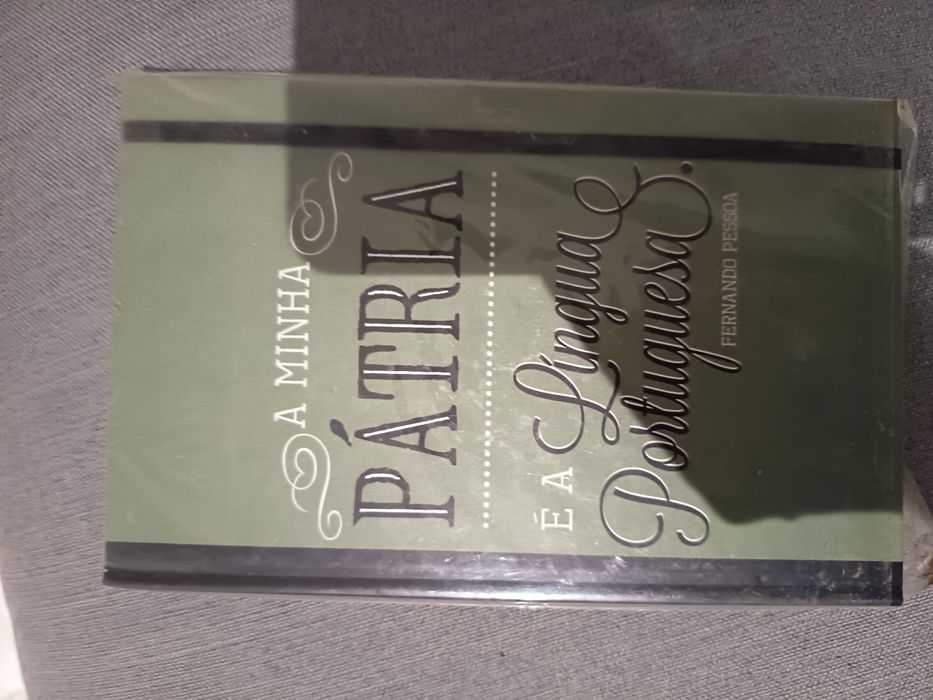 A MINHA
PÁTRIA
É A Língua
Portuguesa.
FERNANDO PESSOA